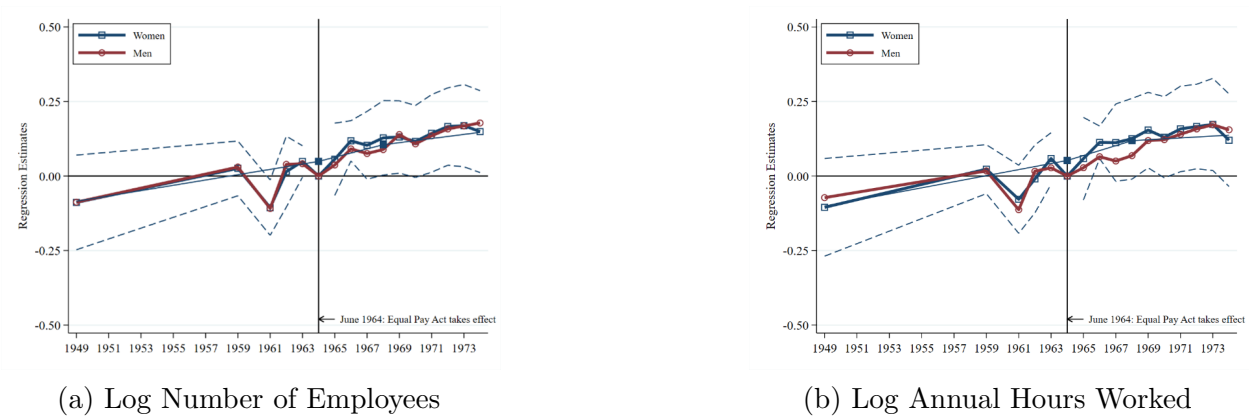 0.50
Women
Men
0.25
0.00
-0.25
-0.50
Regression Estimates
June 1964: Equal Pay Act takes effect
1949 1951 1953 1955 1957 1959 1961 1963 1965 1967 1969 1971 1973
(a) Log Number of Employees
0.50
Women
Men
0.25
0.00
-0.25
-0.50
Regression Estimates
June 1964: Equal Pay Act takes effect
1949 1951 1953 1955 1957 1959 1961 1963 1965 1967 1969 1971 1973
(b) Log Annual Hours Worked